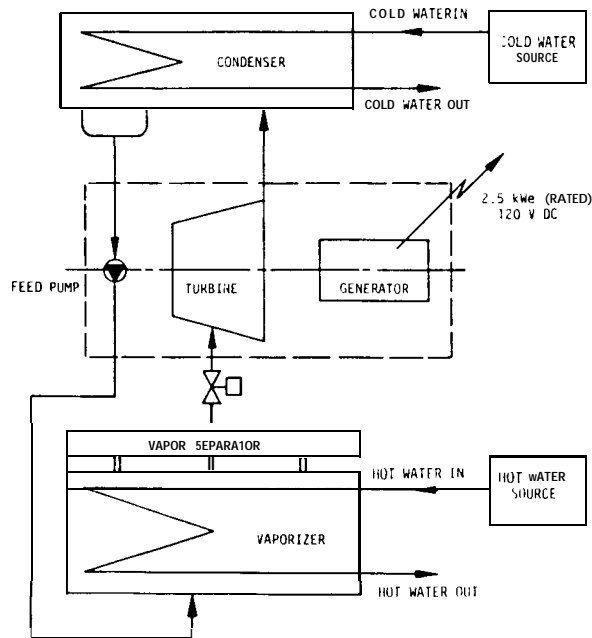 COLD WATERIN
COLD WATER
SOURCE
CONDENSER
COLD WATER OUT
2.5 kWe (RATED)
120 V DC
FEED PUMP
TURBINE
GENERATOR
VAPOR SEPARATOR
HOT WATER IN
HOT WATER
SOURCE
VAPORIZER
HOT WATER OUT